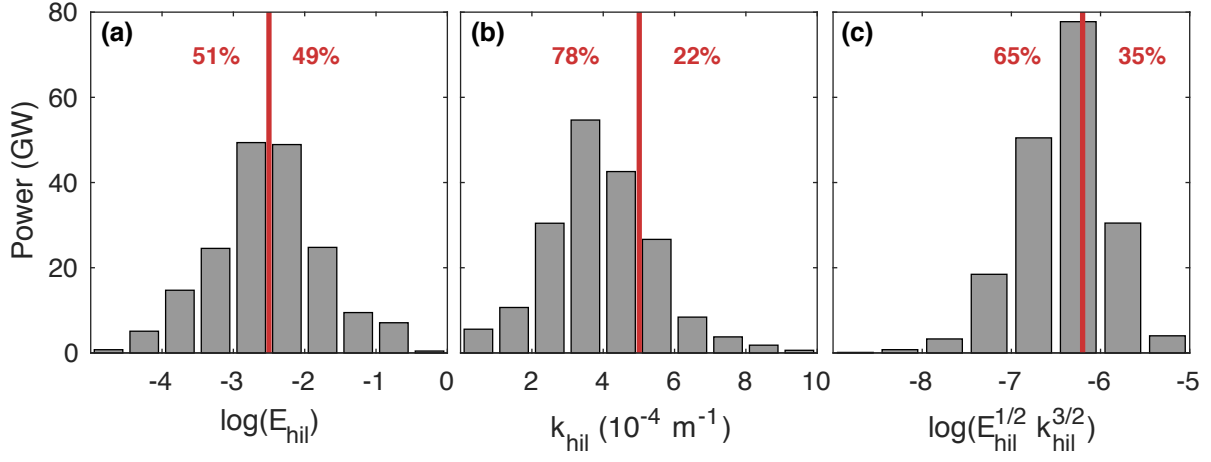 (a) 51% 49%
(b) 78% 22%
(c) 65% 35%
Power (GW)
80
60
40
20
0
-4 -3 -2 -1 0
2 4 6 8 10
-8 -7 -6 -5
log(E_hil)
k_hil (10^-4 m^-1)
log(E_hil^1/2 k_hil^3/2)